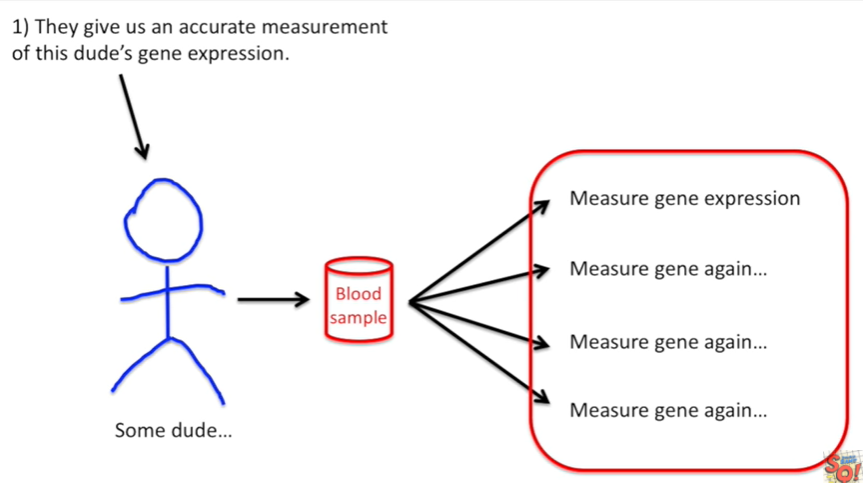 1) They give us an accurate measurement
of this dude’s gene expression.
Measure gene expression
Measure gene again...
Blood
sample
Measure gene again...
Measure gene again...
Some dude...
SO!